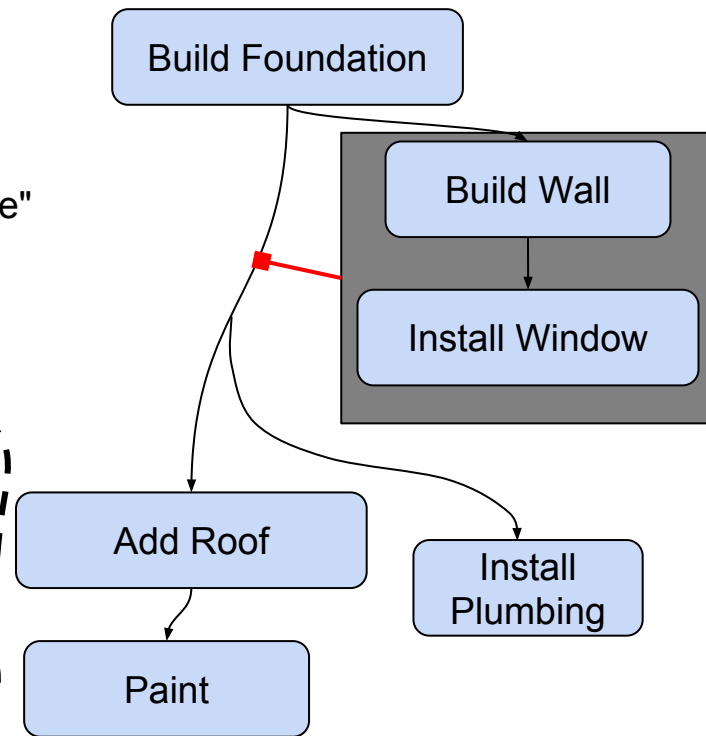 Build Foundation
Build Wall
e"
Install Window
Add Roof
Install
Plumbing
Paint